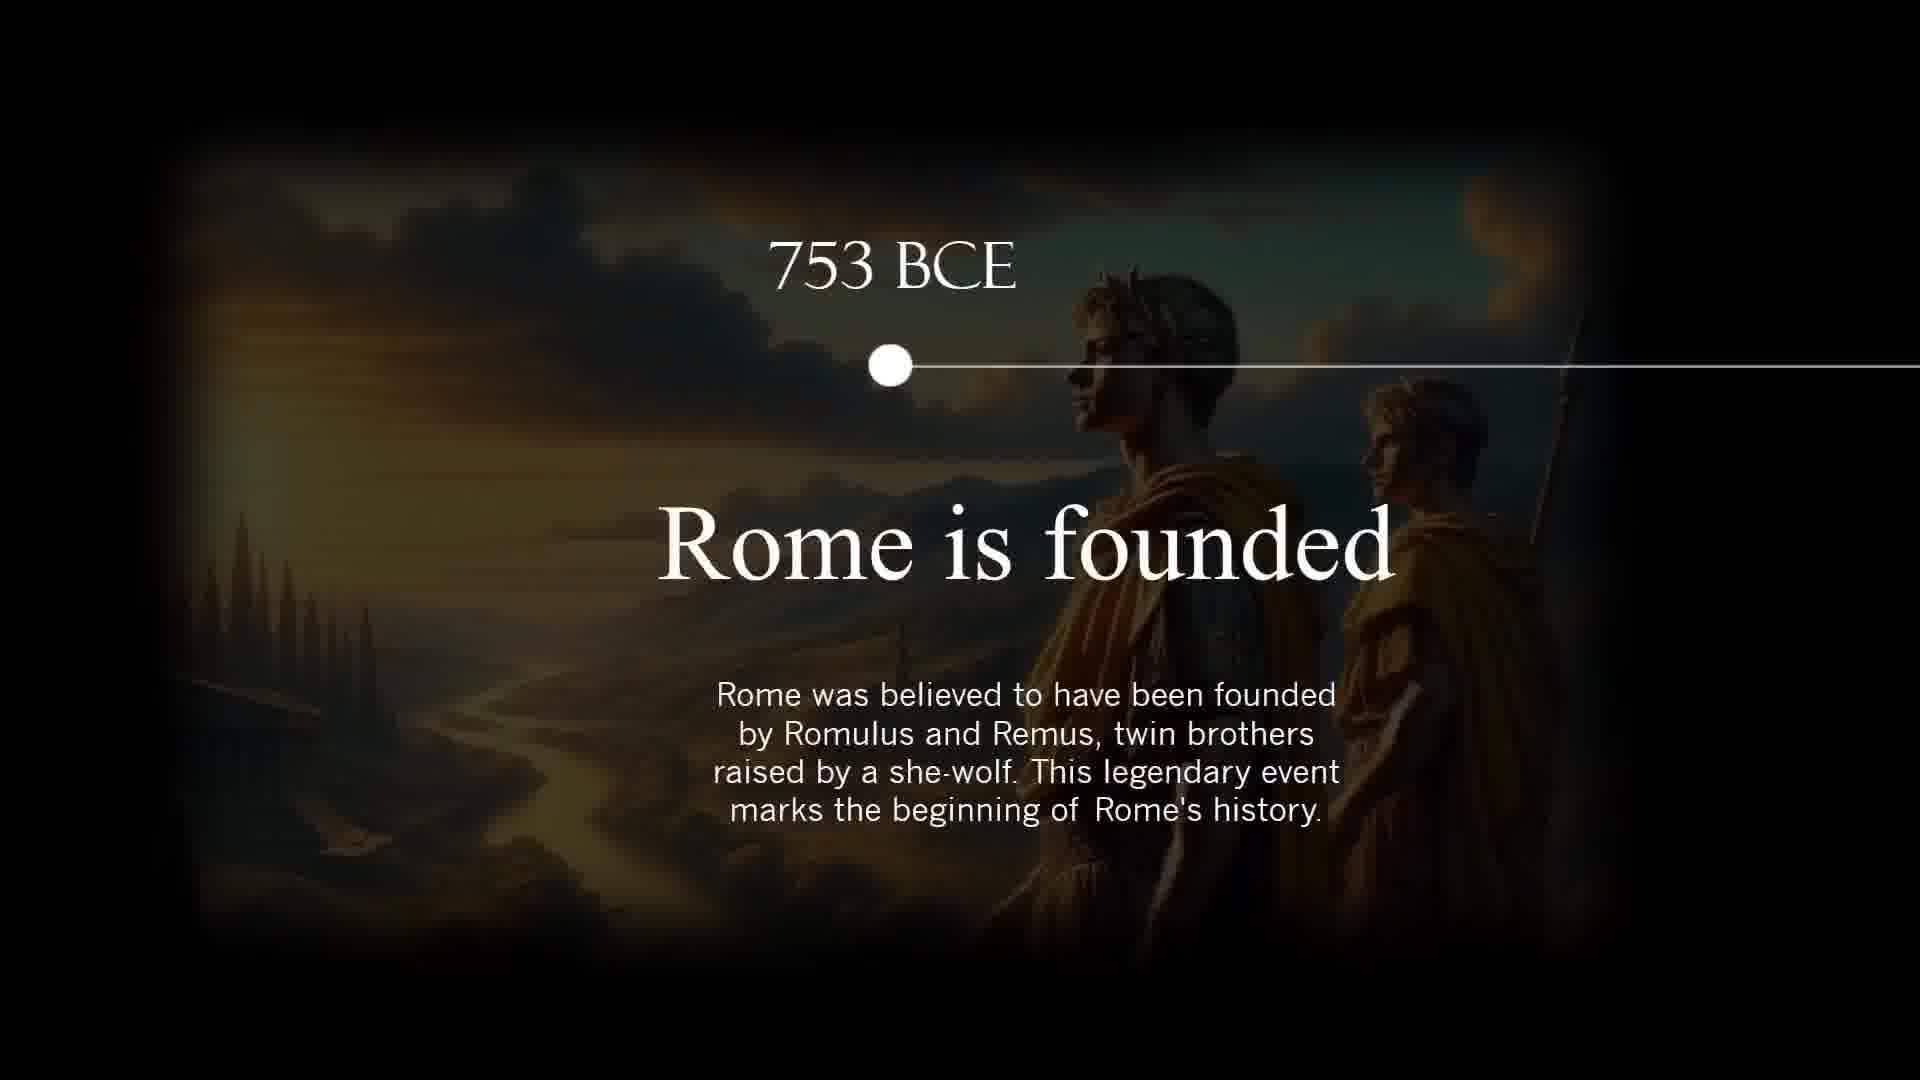 753 BCE
Rome is founded
Rome was believed to have been founded
by Romulus and Remus, twin brothers
raised by a she-wolf. This legendary event
marks the beginning of Rome's history.